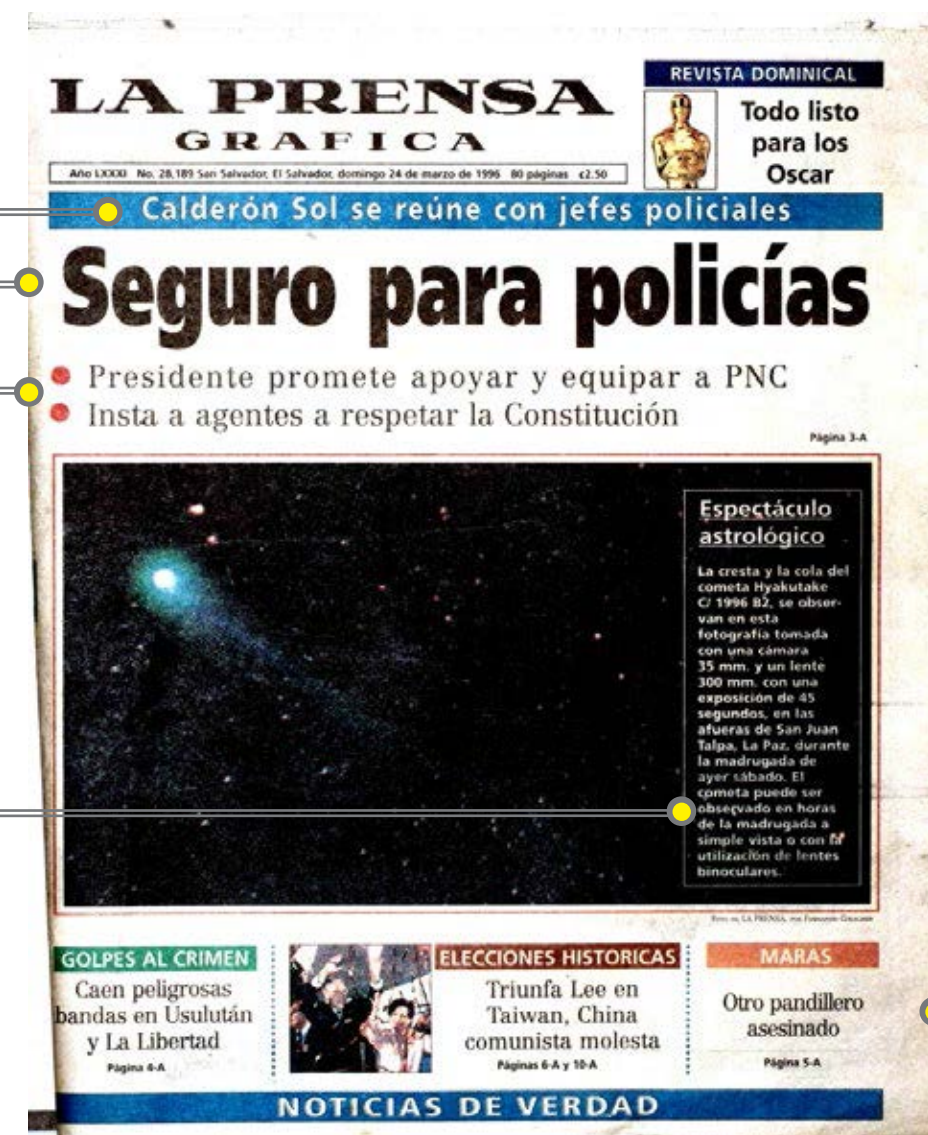 LA PRENSA
GRAFICA
Año LXXXI No. 28,189 San Salvador, El Salvador, domingo 24 de marzo de 1996 80 páginas ¢2.50
REVISTA DOMINICAL
Todo listo
para los
Oscar
Calderón Sol se reúne con jefes policiales
Seguro para policías
Presidente promete apoyar y equipar a PNC
Insta a agentes a respetar la Constitución
Página 3-A
Espectáculo
astrológico
La cresta y la cola del
cometa Hyakutake
C/ 1996 B2, se obser-
van en esta
fotografía tomada
con una cámara
35 mm. y un lente
300 mm. con una
exposición de 45
segundos, en las
afueras de San Juan
Talpa, La Paz, durante
la madrugada de
ayer sábado. El
cometa puede ser
observado en horas
de la madrugada a
simple vista o con la
utilización de lentes
binoculares.
Foto de LA PRENSA, por
GOLPES AL CRIMEN
Caen peligrosas
bandas en Usulután
y La Libertad
Página 4-A
ELECCIONES HISTORICAS
Triunfa Lee en
Taiwan, China
comunista molesta
Páginas 6-A y 10-A
MARAS
Otro pandillero
asesinado
Página 5-A
NOTICIAS DE VERDAD